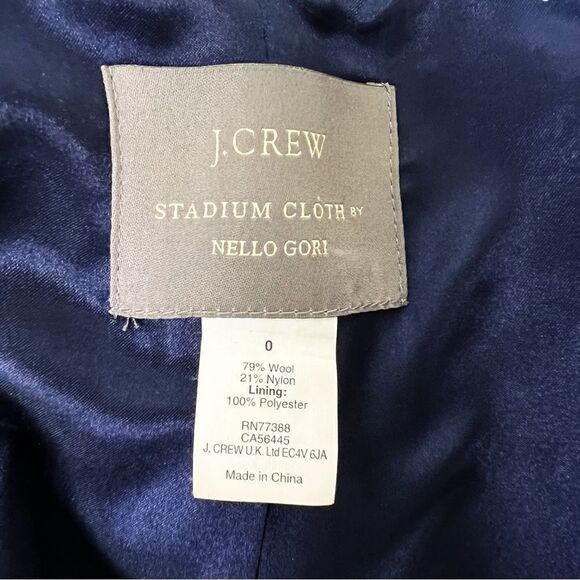 J.CREW
STADIUM CLOTH BY
NELLO GORI
0
79% Wool
21% Nylon
Lining:
100% Polyester
RN77388
CA56445
J. CREW U.K. Ltd EC4V 6JA
Made in China